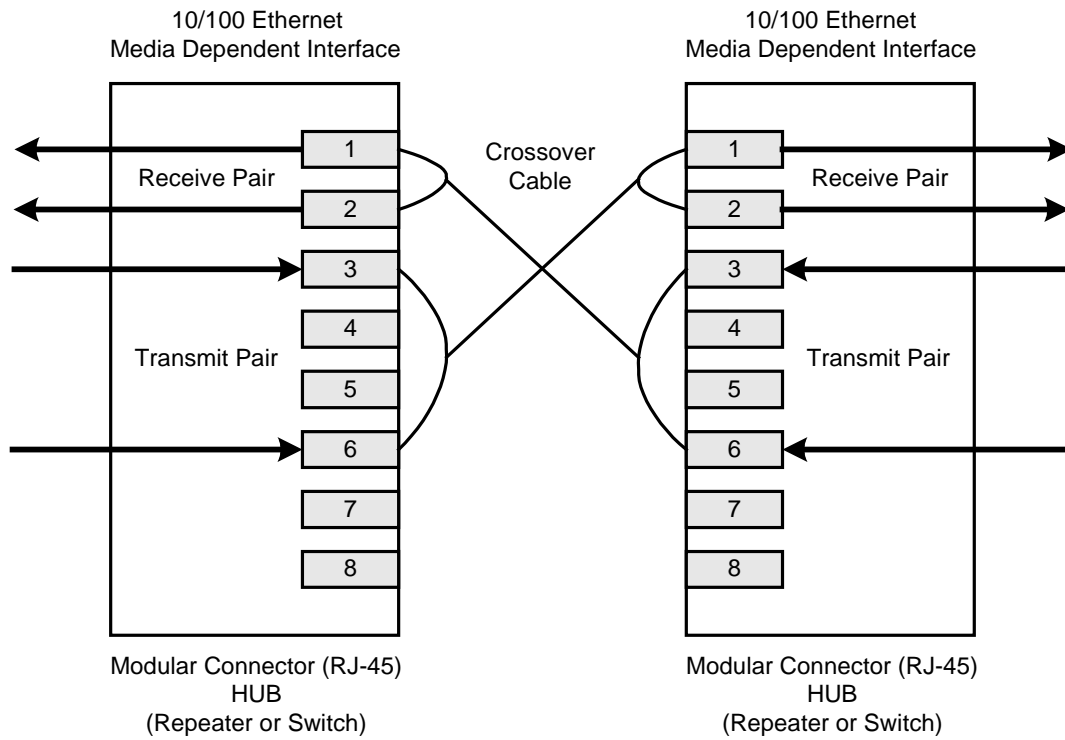 10/100 Ethernet
Media Dependent Interface
10/100 Ethernet
Media Dependent Interface
1
Receive Pair
2
3
4
Transmit Pair
5
6
7
8
Crossover
Cable
1
Receive Pair
2
3
4
Transmit Pair
5
6
7
8
Modular Connector (RJ-45)
HUB
(Repeater or Switch)
Modular Connector (RJ-45)
HUB
(Repeater or Switch)